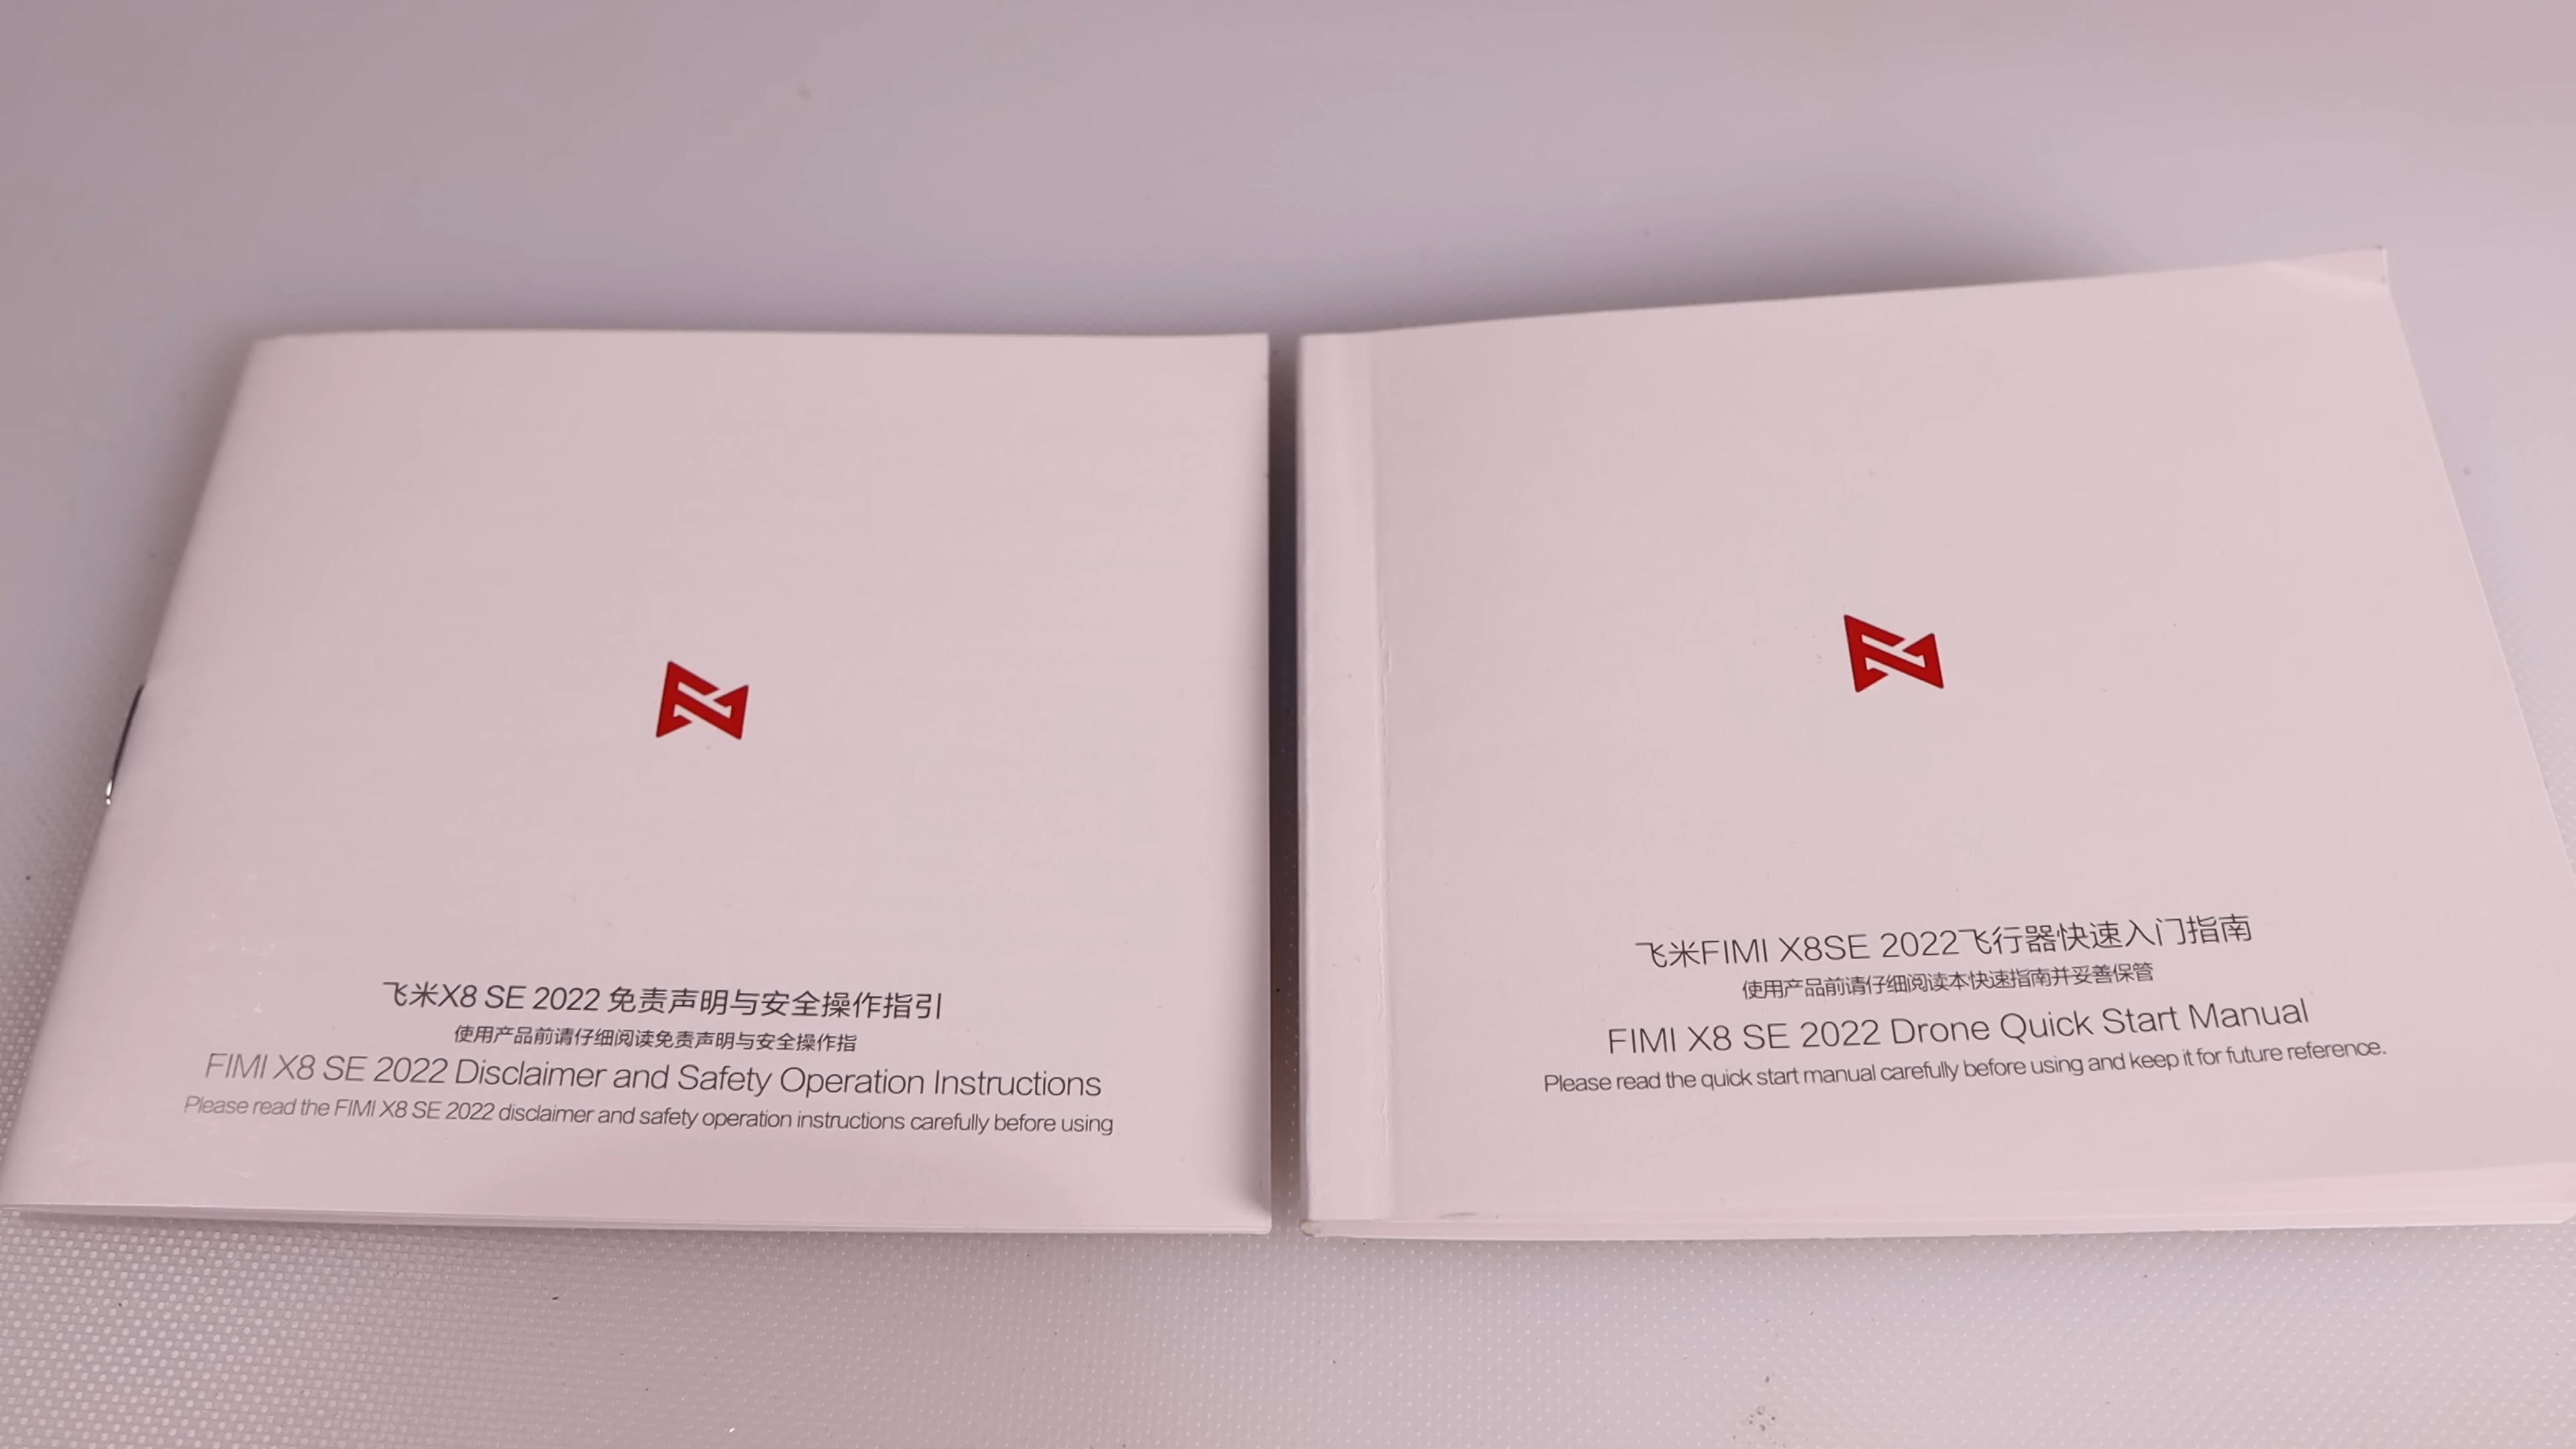 飞米X8 SE 2022 免责声明与安全操作指引
使用产品前请仔细阅读免责声明与安全操作指
FIMI X8 SE 2022 Disclaimer and Safety Operation Instructions
Please read the FIMI X8 SE 2022 disclaimer and safety operation instructions carefully before using
飞米FIMI X8SE 2022飞行器快速入门指南
使用产品前请仔细阅读本快速指南并妥善保管
FIMI X8 SE 2022 Drone Quick Start Manual
Please read the quick start manual carefully before using and keep it for future reference.